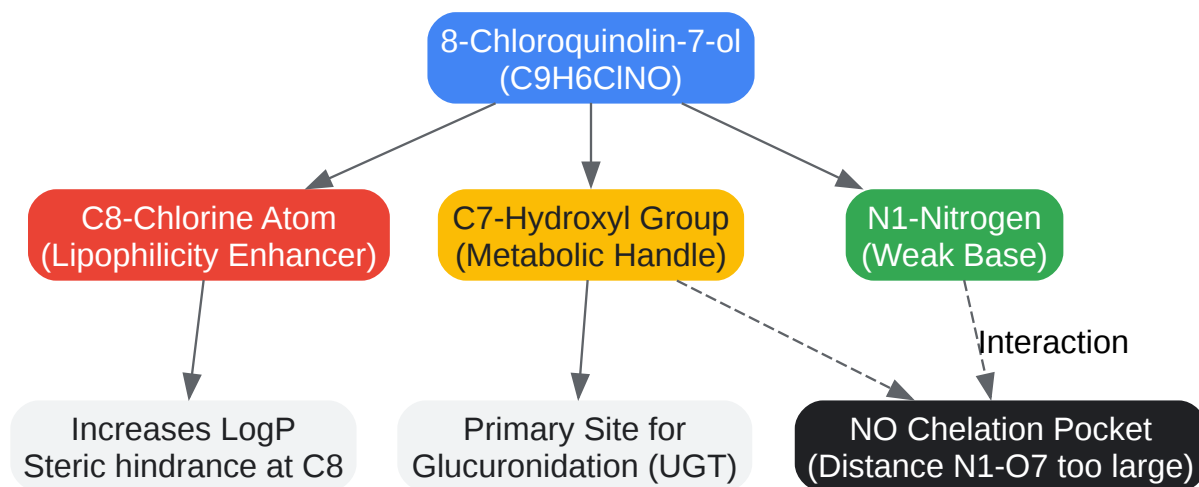 8-Chloroquinolin-7-ol
(C9H6ClNO)
C8-Chlorine Atom
(Lipophilicity Enhancer)
C7-Hydroxyl Group
(Metabolic Handle)
N1-Nitrogen
(Weak Base)
Interaction
Increases LogP
Steric hindrance at C8
Primary Site for
Glucuronidation (UGT)
NO Chelation Pocket
(Distance N1-O7 too large)